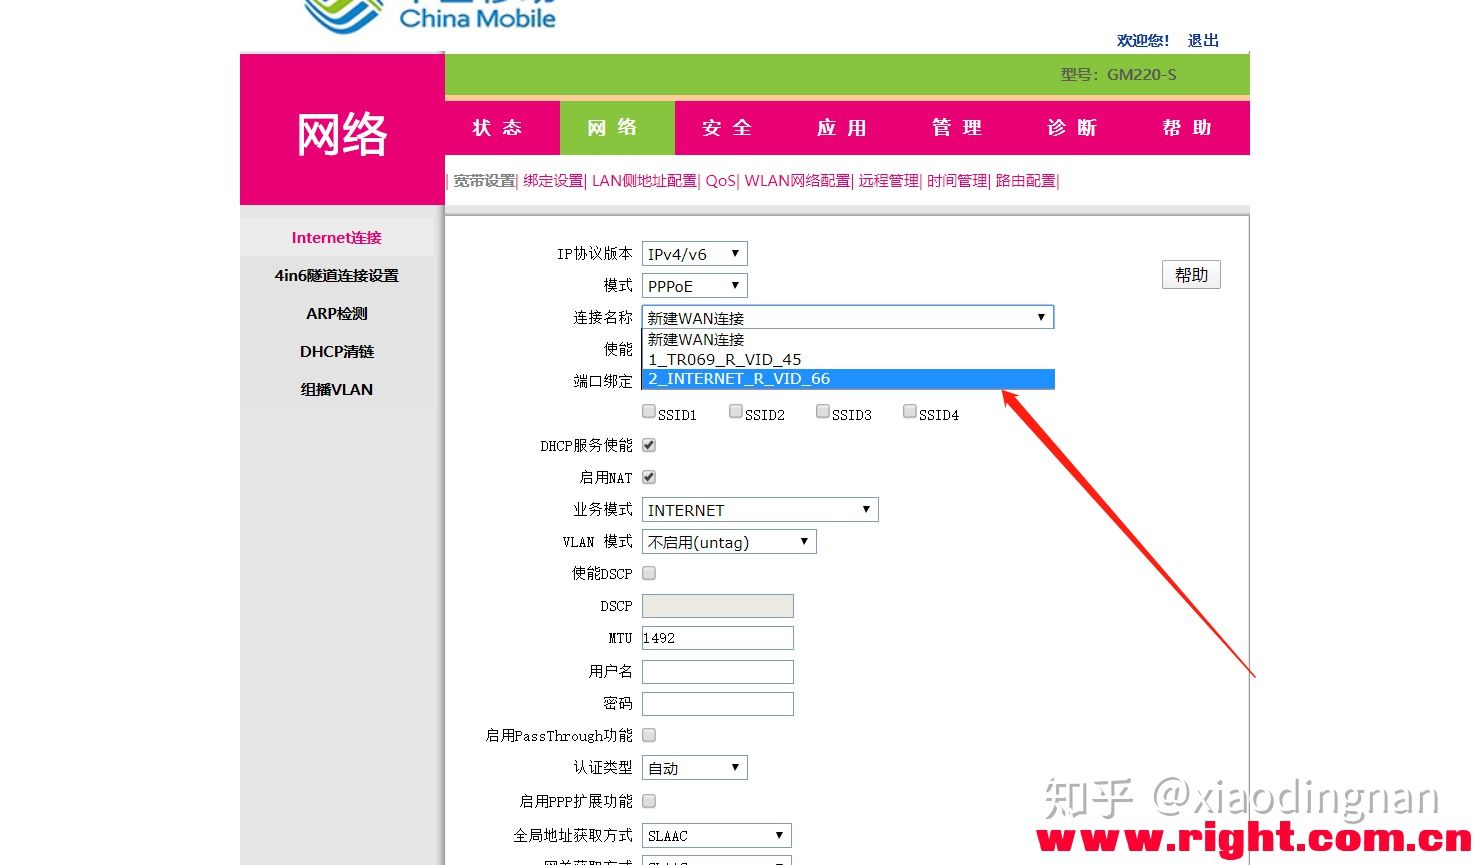 China Mobile
欢迎您! 退出
型号: GM220-S
网络
状态 网络 安全 应用 管理 诊断 帮助
| 宽带设置| 绑定设置| LAN侧地址配置| QoS| WLAN网络配置| 远程管理| 时间管理| 路由配置|
Internet连接
4in6隧道连接设置
ARP检测
DHCP清链
组播VLAN
IP协议版本 IPv4/v6
帮助
模式 PPPoE
连接名称 新建WAN连接
新建WAN连接
使能
1_TR069_R_VID_45
端口绑定 2_INTERNET_R_VID_66
SSID1 SSID2 SSID3 SSID4
DHCP服务使能
启用NAT
业务模式 INTERNET
VLAN 模式 不启用(untag)
使能DSCP
DSCP
MTU 1492
用户名
密码
启用PassThrough功能
认证类型 自动
启用PPP扩展功能
全局地址获取方式 SLAAC
知乎 @xiaodingnan
www.right.com.cn